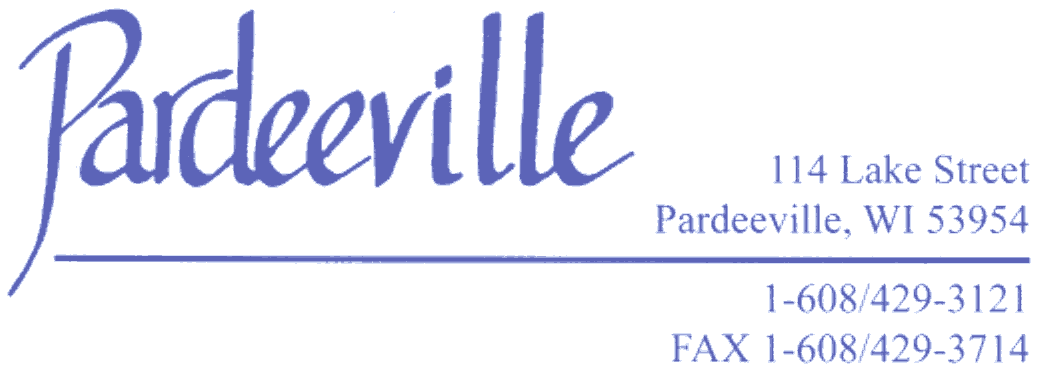 Pardeeville
114 Lake Street
Pardeeville, WI 53954
1-608/429-3121
FAX 1-608/429-3714